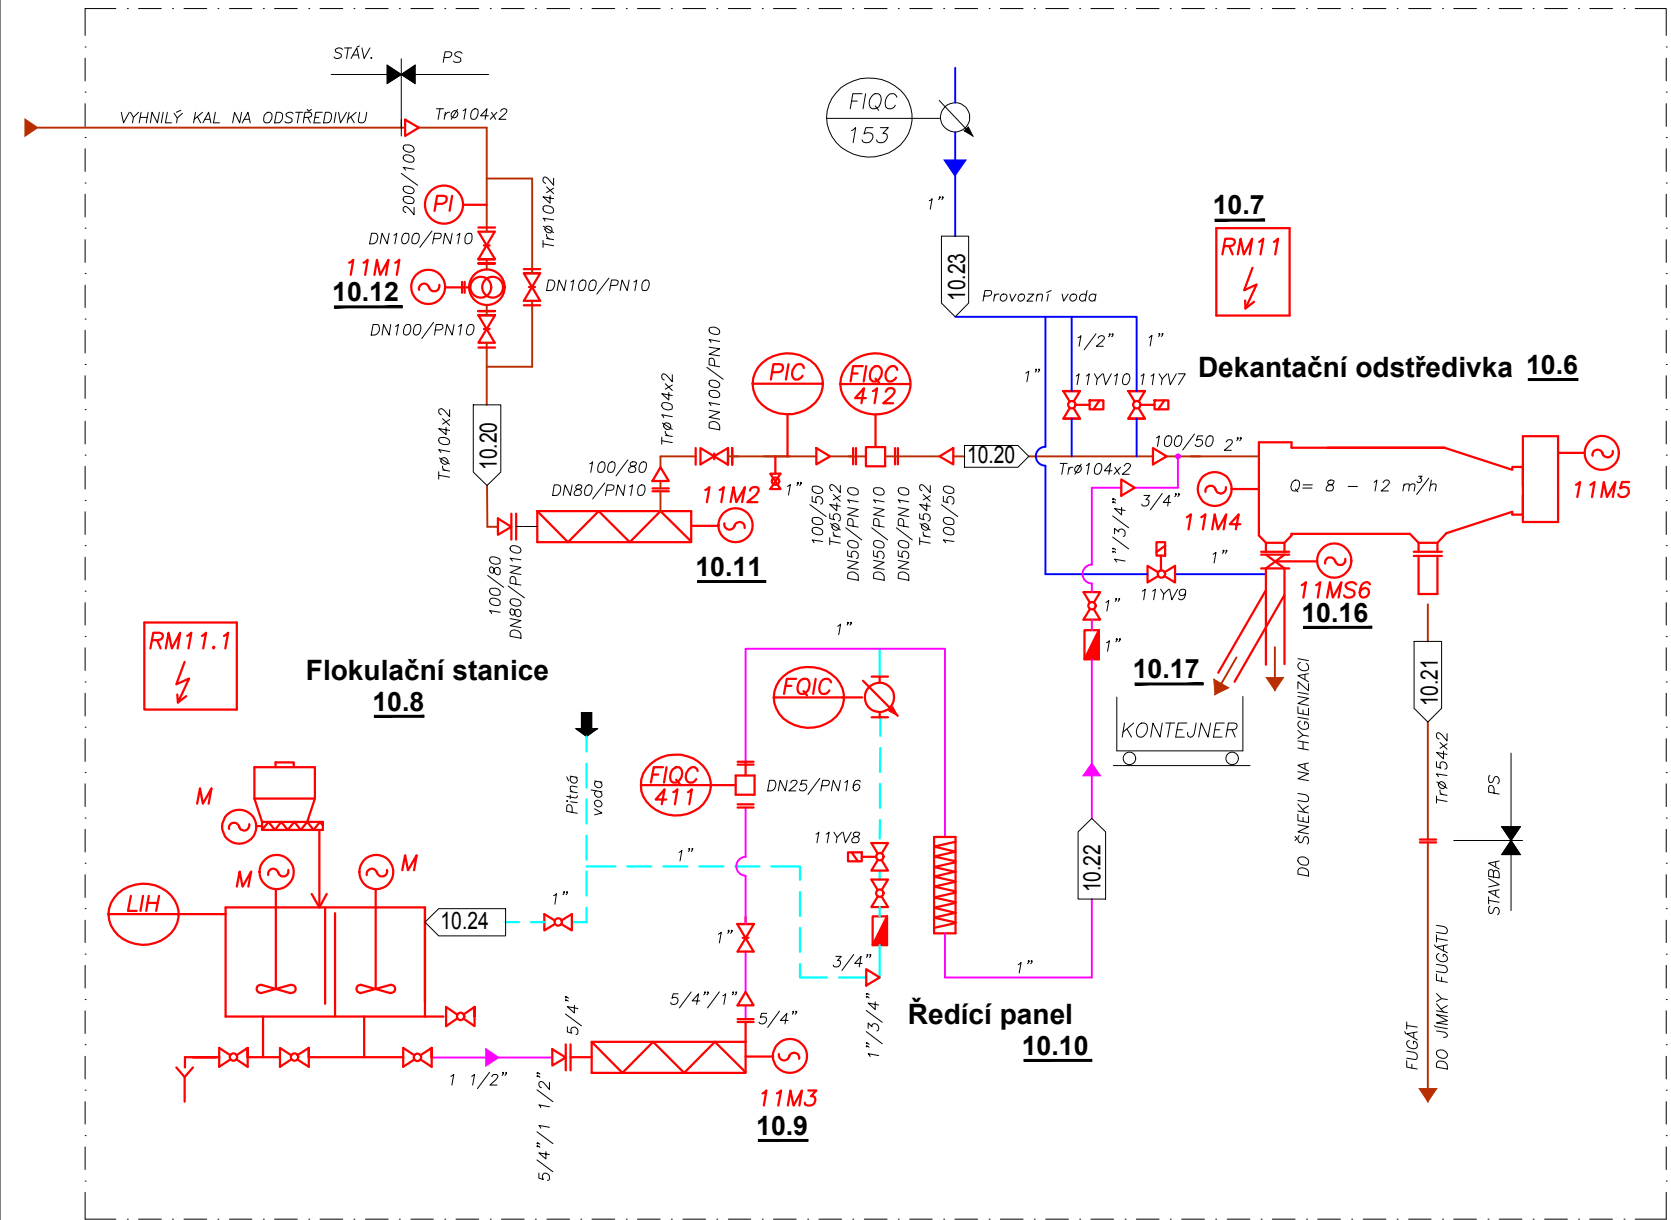 STÁV.
PS
VYHNILÝ KAL NA ODSTŘEDIVKU
Trø104x2
200/100
PI
Trø104x2
DN100/PN10
11M1
10.12
DN100/PN10
DN100/PN10
FIQC
153
1"
10.23
Provozní voda
10.7
RM11
1/2"
1"
1"
11YV10
11YV7
Dekantační odstředivka 10.6
Trø104x2
10.20
Trø104x2
DN100/PN10
PIC
FIQC
412
100/80
DN80/PN10
11M2
10.11
1"
100/50
Trø54x2
DN50/PN10
DN50/PN10
DN50/PN10
Trø54x2
100/50
10.20
Trø104x2
100/50
2"
3/4"
1"/3/4"
11M4
Q= 8 - 12 m³/h
11M5
100/80
DN80/PN10
11YV9
1"
11MS6
10.16
1"
1"
10.17
KONTEJNER
DO ŠNEKU NA HYGIENIZACI
10.21
Trø154x2
PS
STAVBA
FUGÁT
DO JÍMKY FUGÁTU
RM11.1
Flokulační stanice
10.8
1"
FQIC
FIQC
411
DN25/PN16
Pitná
voda
M
M
M
LIH
10.24
1"
1"
11YV8
10.22
1"
3/4"
1"/3/4"
1"
5/4"/1"
5/4"
5/4"
1 1/2"
5/4"/1 1/2"
Ředící panel
10.10
11M3
10.9